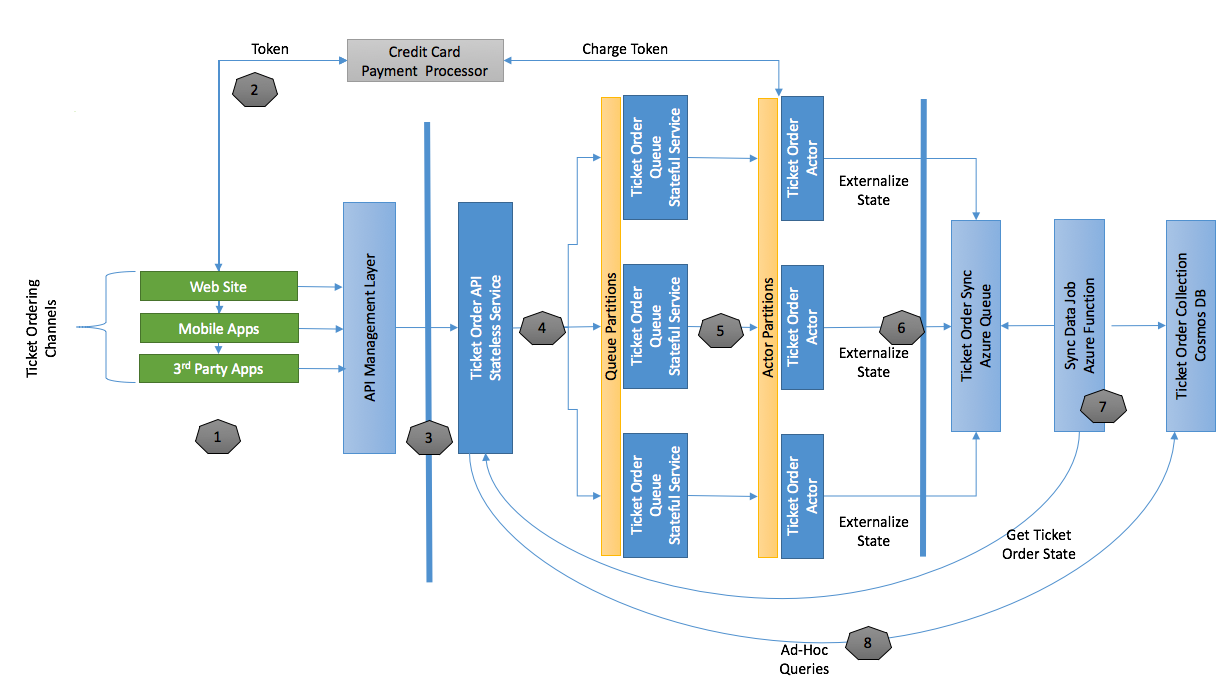 Token
Credit Card
Payment Processor
Charge Token
2
Ticket Ordering
Channels
Web Site
Mobile Apps
3rd Party Apps
1
API Management Layer
3
Ticket Order API
Stateless Service
4
Queue Partitions
Ticket Order
Queue
Stateful Service
Ticket Order
Queue
Stateful Service
Ticket Order
Queue
Stateful Service
5
Actor Partitions
Ticket Order
Actor
Ticket Order
Actor
Ticket Order
Actor
Externalize
State
6
Externalize
State
Externalize
State
Ticket Order Sync
Azure Queue
Sync Data Job
Azure Function
7
Ticket Order Collection
Cosmos DB
Get Ticket
Order State
8
Ad-Hoc
Queries